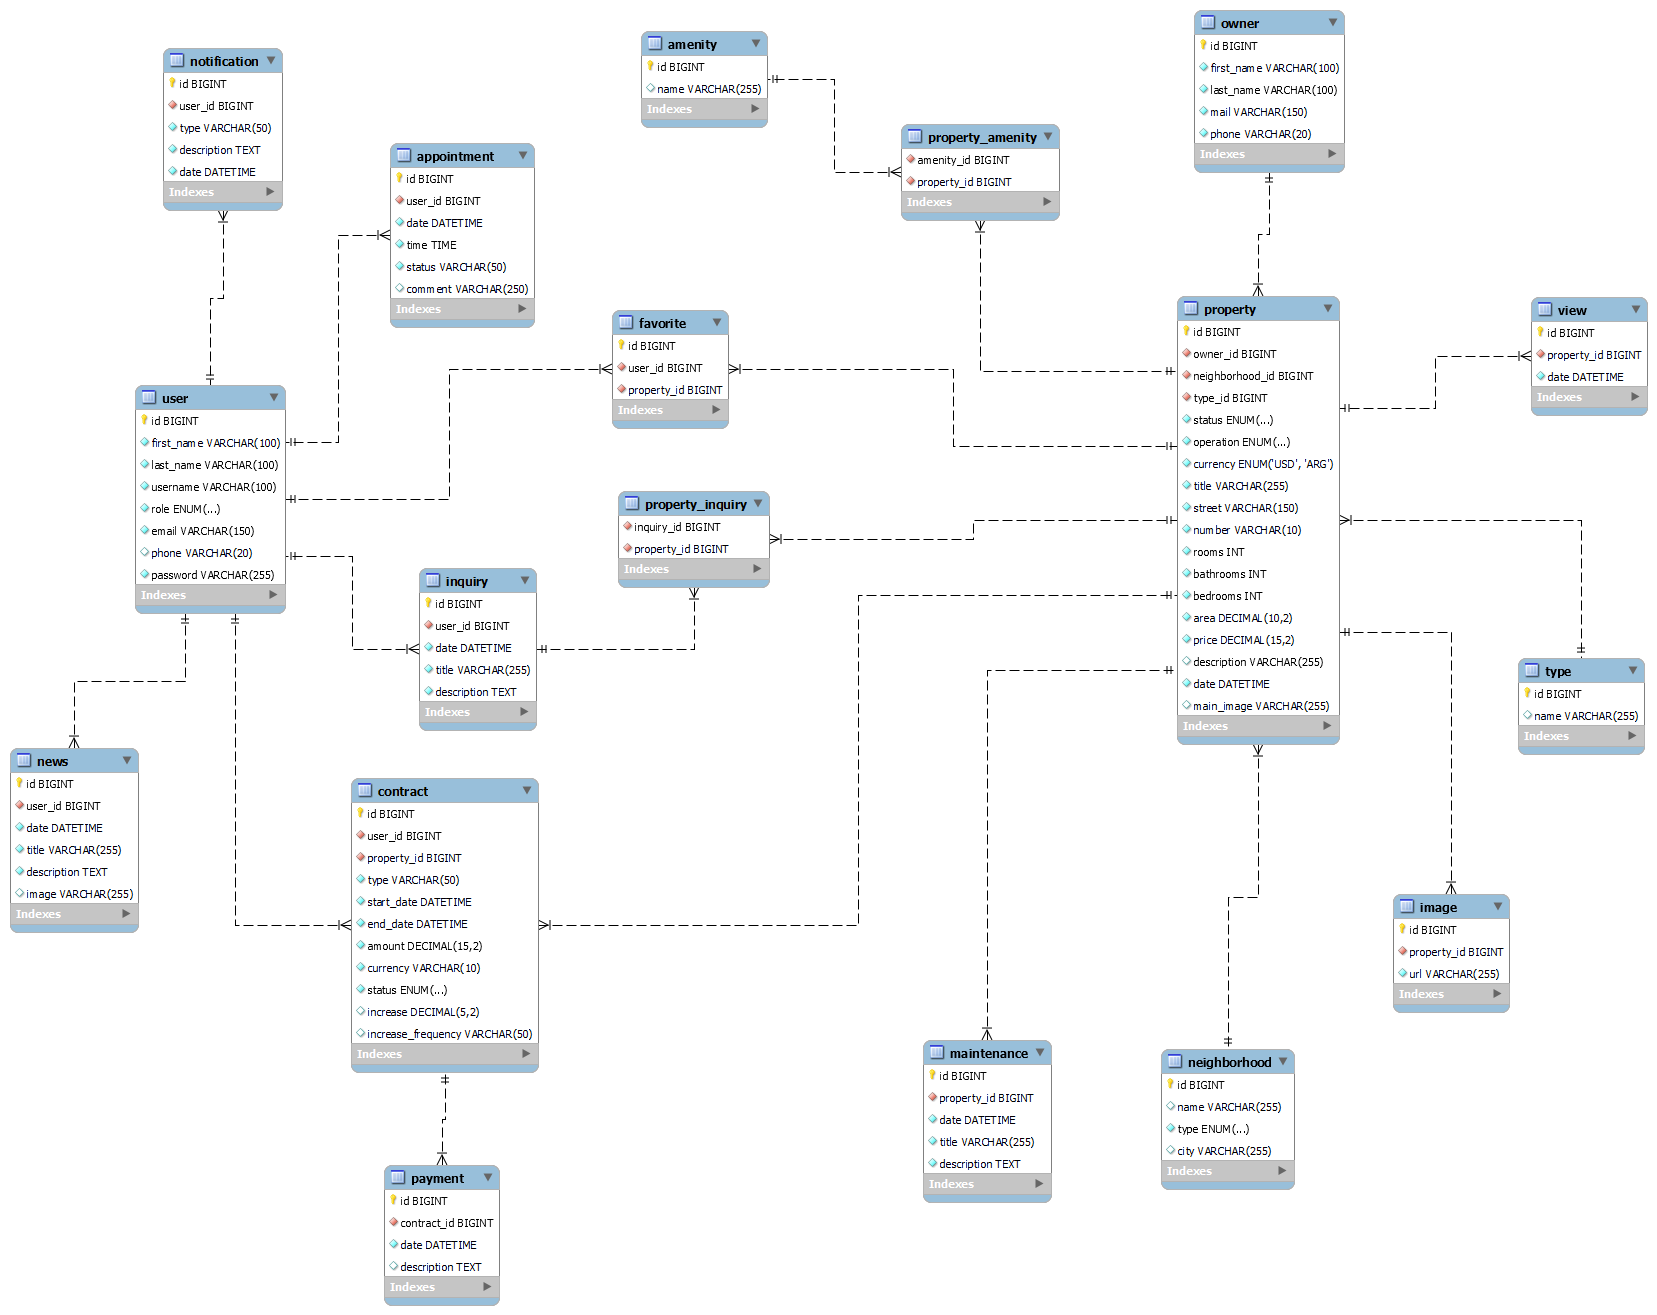 notification
id BIGINT
user_id BIGINT
type VARCHAR(50)
description TEXT
date DATETIME
Indexes
appointment
id BIGINT
user_id BIGINT
date DATETIME
time TIME
status VARCHAR(50)
comment VARCHAR(250)
Indexes
amenity
id BIGINT
name VARCHAR(255)
Indexes
property_amenity
amenity_id BIGINT
property_id BIGINT
Indexes
owner
id BIGINT
first_name VARCHAR(100)
last_name VARCHAR(100)
mail VARCHAR(150)
phone VARCHAR(20)
Indexes
favorite
id BIGINT
user_id BIGINT
property_id BIGINT
Indexes
property
id BIGINT
owner_id BIGINT
neighborhood_id BIGINT
type_id BIGINT
status ENUM(...)
operation ENUM(...)
currency ENUM('USD', 'ARG')
title VARCHAR(255)
street VARCHAR(150)
number VARCHAR(10)
rooms INT
bathrooms INT
bedrooms INT
area DECIMAL(10,2)
price DECIMAL(15,2)
description VARCHAR(255)
date DATETIME
main_image VARCHAR(255)
Indexes
view
id BIGINT
property_id BIGINT
date DATETIME
Indexes
user
id BIGINT
first_name VARCHAR(100)
last_name VARCHAR(100)
username VARCHAR(100)
role ENUM(...)
email VARCHAR(150)
phone VARCHAR(20)
password VARCHAR(255)
Indexes
property_inquiry
inquiry_id BIGINT
property_id BIGINT
Indexes
inquiry
id BIGINT
user_id BIGINT
date DATETIME
title VARCHAR(255)
description TEXT
Indexes
type
id BIGINT
name VARCHAR(255)
Indexes
news
id BIGINT
user_id BIGINT
date DATETIME
title VARCHAR(255)
description TEXT
image VARCHAR(255)
Indexes
contract
id BIGINT
user_id BIGINT
property_id BIGINT
type VARCHAR(50)
start_date DATETIME
end_date DATETIME
amount DECIMAL(15,2)
currency VARCHAR(10)
status ENUM(...)
increase DECIMAL(5,2)
increase_frequency VARCHAR(50)
Indexes
image
id BIGINT
property_id BIGINT
url VARCHAR(255)
Indexes
maintenance
id BIGINT
property_id BIGINT
date DATETIME
title VARCHAR(255)
description TEXT
Indexes
neighborhood
id BIGINT
name VARCHAR(255)
type ENUM(...)
city VARCHAR(255)
Indexes
payment
id BIGINT
contract_id BIGINT
date DATETIME
description TEXT
Indexes